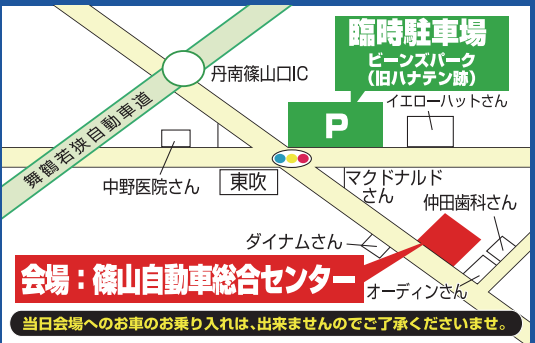 臨時駐車場
ビーンズパーク
（旧ハナテン跡）
丹南篠山口IC
イエローハットさん
P
舞鶴若狭自動車道
中野医院さん
東吹
マクドナルド
さん
仲田歯科さん
ダイナムさん
会場：篠山自動車総合センター
オーディンさん
当日会場へのお車のお乗り入れは、出来ませんのでご了承くださいませ。